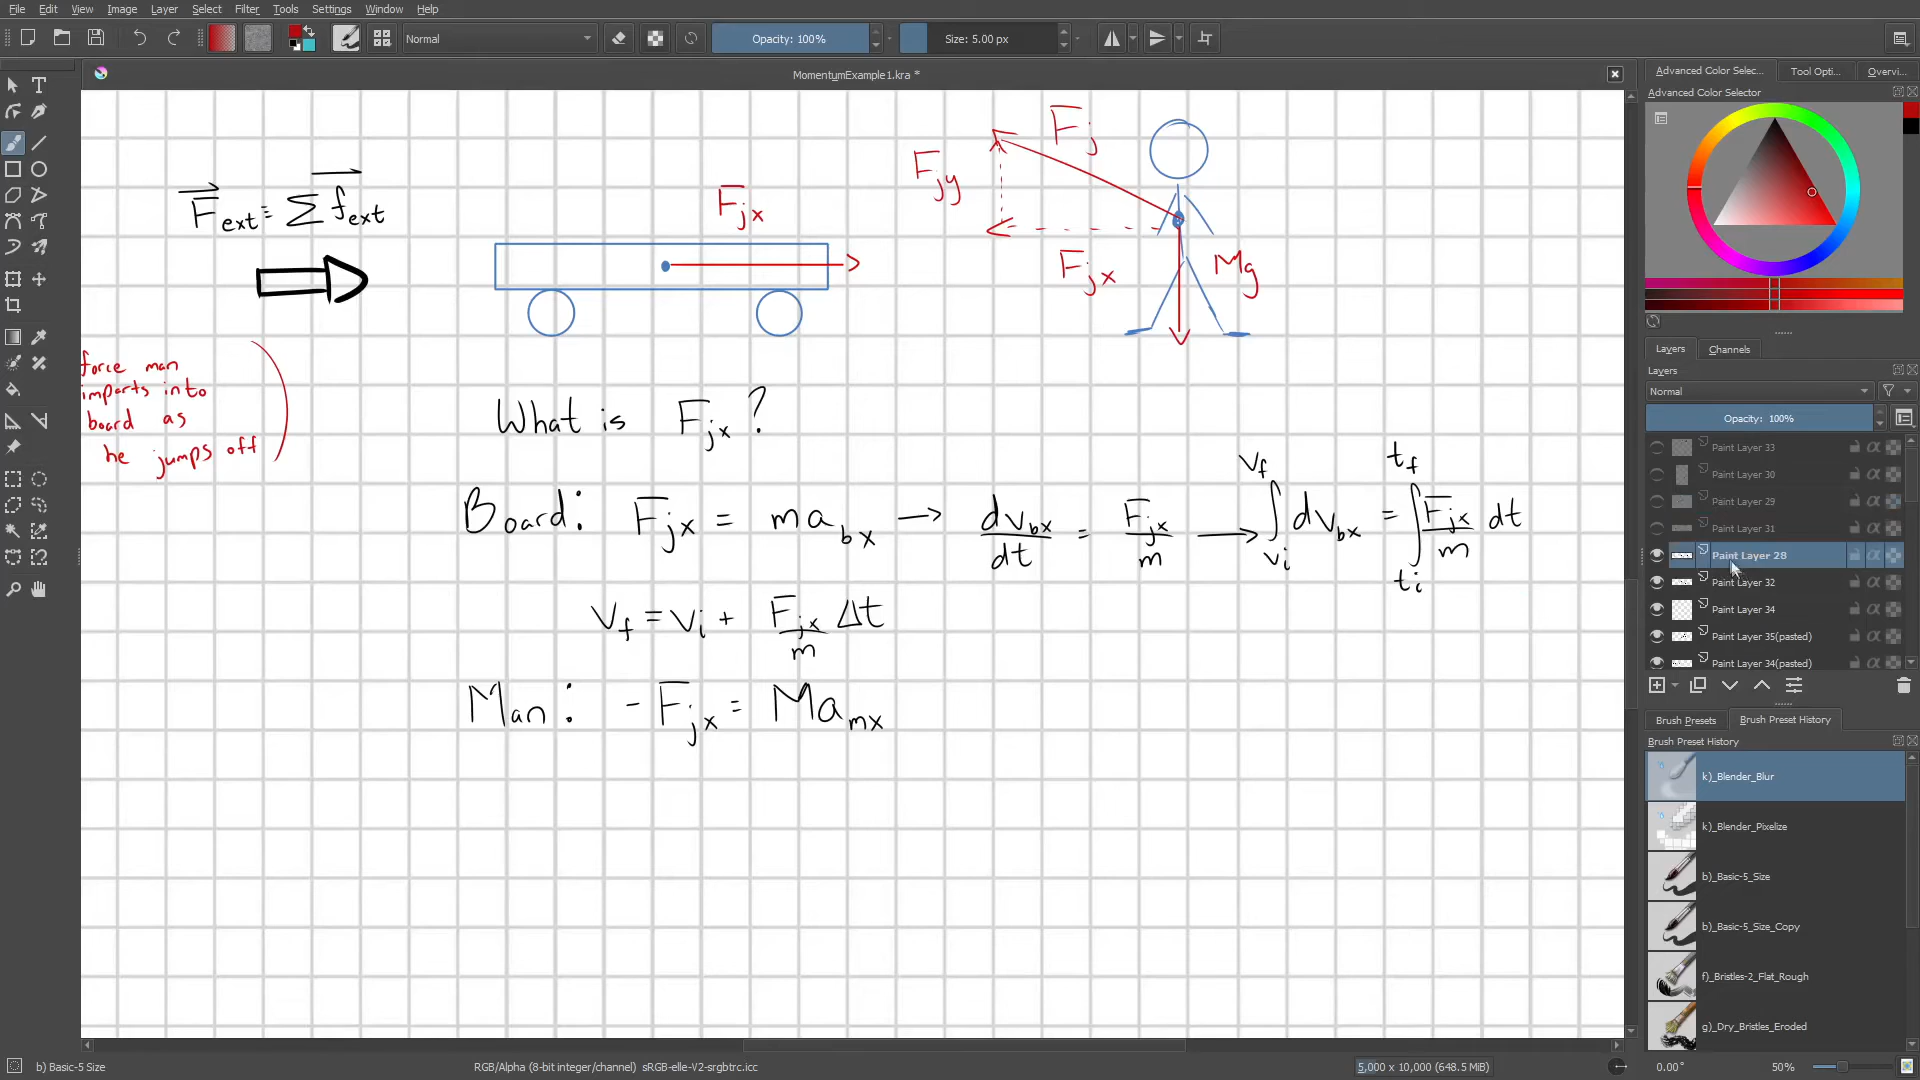 File Edit View Image Layer Select Filter Tools Settings Window Help
Normal Opacity: 100% Size: 5.00 px
MomentymExample1.kra *
Advanced Color Selec... Tool Opti... Overvi...
Advanced Color Selector
F⃗ext = Σ f⃗ext
Fjx
Fj
Fjy
Fjx
Mg
force man
imparts into
board as
he jumps off
What is Fjx?
Board: Fjx = ma bx → dvbx/dt = Fjx/m → ∫vi^vf dvbx = ∫ti^tf Fjx/m dt
vf = vi + Fjx/m Δt
Man: -Fjx = Mamx
Layers Channels
Layers
Normal
Opacity: 100%
Paint Layer 33
Paint Layer 30
Paint Layer 29
Paint Layer 31
Paint Layer 28
Paint Layer 32
Paint Layer 34
Paint Layer 35(pasted)
Paint Layer 34(pasted)
Brush Presets Brush Preset History
Brush Preset History
k)_Blender_Blur
k)_Blender_Pixelize
b)_Basic-5_Size
b)_Basic-5_Size_Copy
f)_Bristles-2_Flat_Rough
g)_Dry_Bristles_Eroded
b) Basic-5 Size RGB/Alpha (8-bit integer/channel) sRGB-elle-V2-srgbtrc.icc 5,000 x 10,000 (648.5 MiB) 0.00° 50%